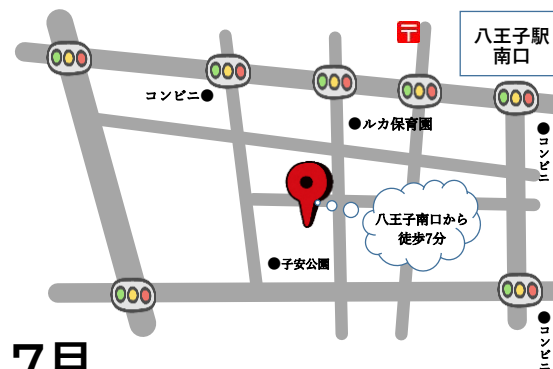 〒
八王子駅
南口
コンビニ
ルカ保育園
コンビニ
八王子南口から
徒歩7分
子安公園
コンビニ